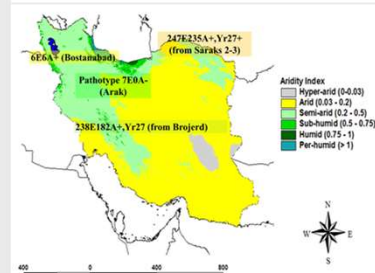 247E235A+,Yr27+
(from Saraks 2-3)
6E6A+ (Bostanabad)
Pathotype 7E0A-
(Arak)
238E182A+,Yr27 (from Brojerd)
Aridity Index
Hyper-arid (0-0.03)
Arid (0.03 - 0.2)
Semi-arid (0.2 - 0.5)
Sub-humid (0.5 - 0.75)
Humid (0.75 - 1)
Per-humid (> 1)
N
W E
S
400 0 400 800